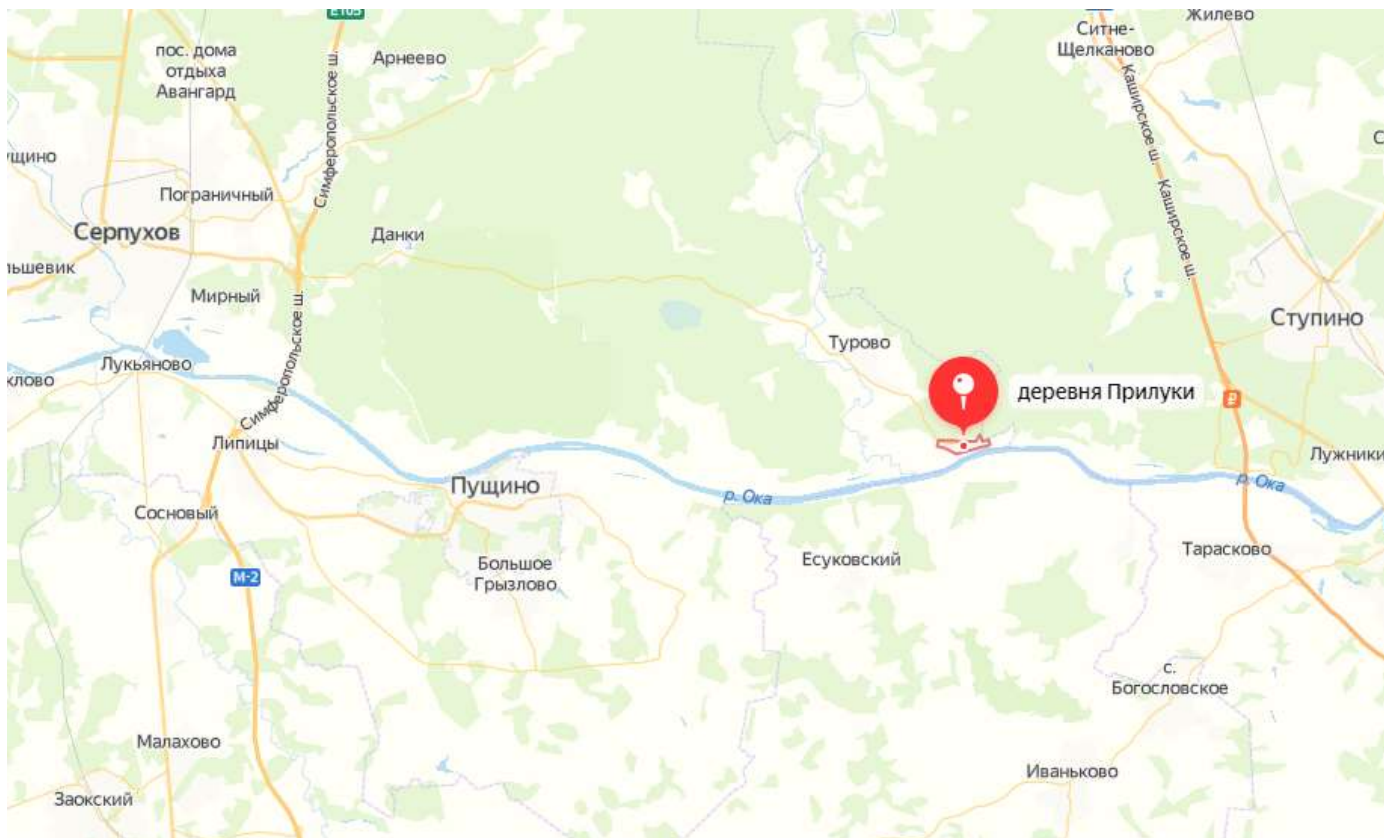 E105
Жилево
Ситне-
Щелканово
пос. дома
отдыха
Авангард
Арнеево
Симферопольское ш.
Каширское ш.
Каширское ш.
ущино
Пограничный
Серпухов
Данки
льшевик
Мирный
Ступино
Симферопольское ш.
Турово
Лукьяново
клово
деревня Прилуки
₽
Липицы
Лужники
Пущино
р. Ока
р. Ока
Сосновый
Большое
Грызлово
Есуковский
Тарасково
М-2
с.
Богословское
Малахово
Иваньково
Заокский